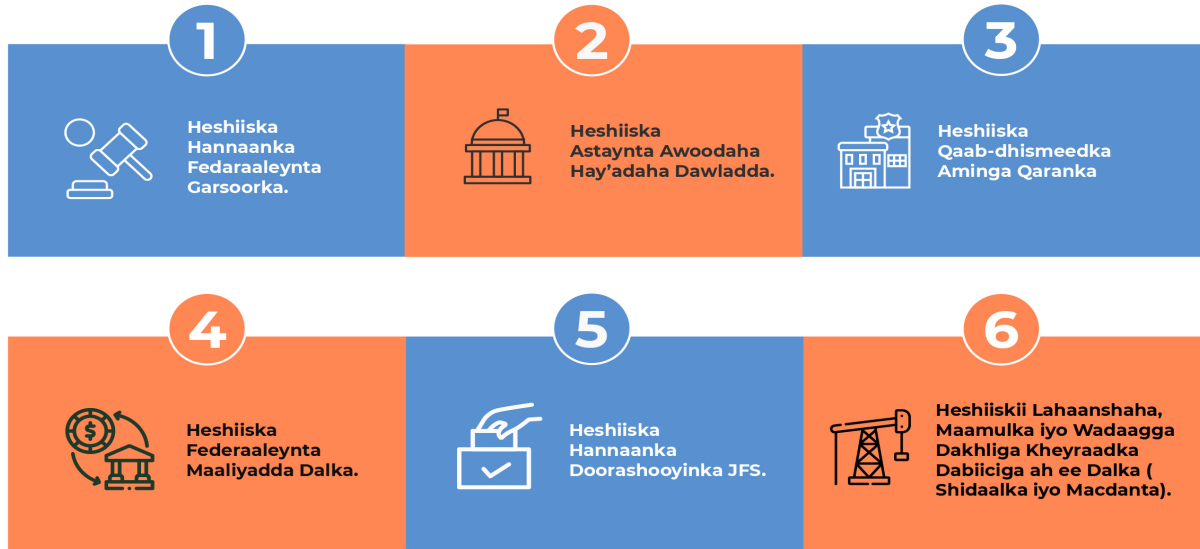 1
Heshiiska
Hannaanka
Fedaraaleynta
Garsoorka.
2
Heshiiska
Astaynta Awoodaha
Hay’adaha Dawladda.
3
Heshiiska
Qaab-dhismeedka
Aminga Qaranka
4
Heshiiska
Federaaleynta
Maaliyadda Dalka.
5
Heshiiska
Hannaanka
Doorashooyinka JFS.
6
Heshiiskii Lahaanshaha,
Maamulka iyo Wadaagga
Dakhliga Kheyraadka
Dabiiciga ah ee Dalka (
Shidaalka iyo Macdanta).